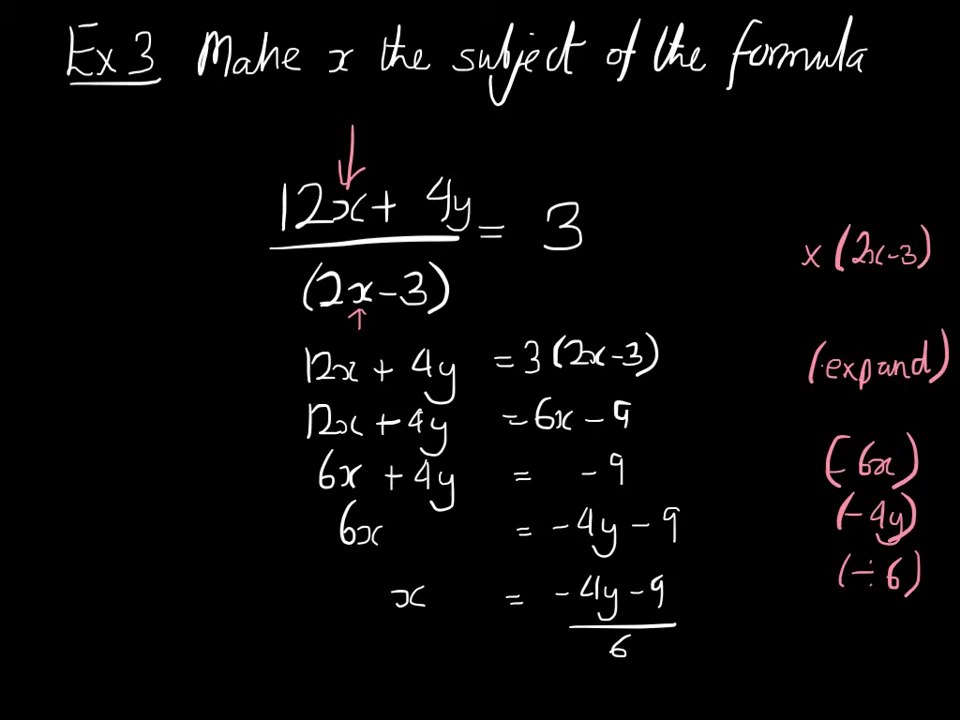 Ex 3 Make x the subject of the formula
12x + 4y = 3
(2x - 3)
x (2x - 3)
12x + 4y = 3 (2x - 3)
(expand)
12x + 4y = 6x - 9
6x + 4y = - 9
(- 6x)
6x = - 4y - 9
(- 4y)
x = - 4y - 9
(÷ 6)
6